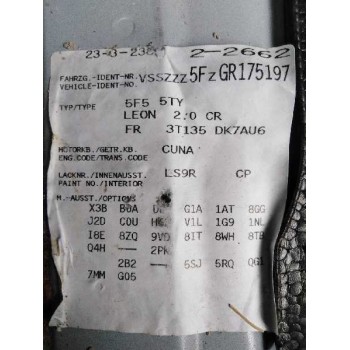 2-2662
FAHRZG.-IDENT-NR. VSSZZZ5FZGR175197
VEHICLE-IDENT-NO.
TYP/TYPE 5F5 5TY
LEON 2.0 CR
FR 3T135 DK7AU6
MOTORKB./GETR.KB. CUNA
ENG.CODE/TRANS.CODE
LACKNR./INNENAUSST. LS9R CP
PAINT NO./INTERIOR
M.-AUSST./OPTIONS
X3B B0A G1A 1AT 8GG
J2D C0U V1L 1G9 1NL
I8E 8ZQ 9VD 8IT 8WH 8TB
Q4H --- 2PK
2B2 --- 5SJ 5RQ QG1
7MM G05